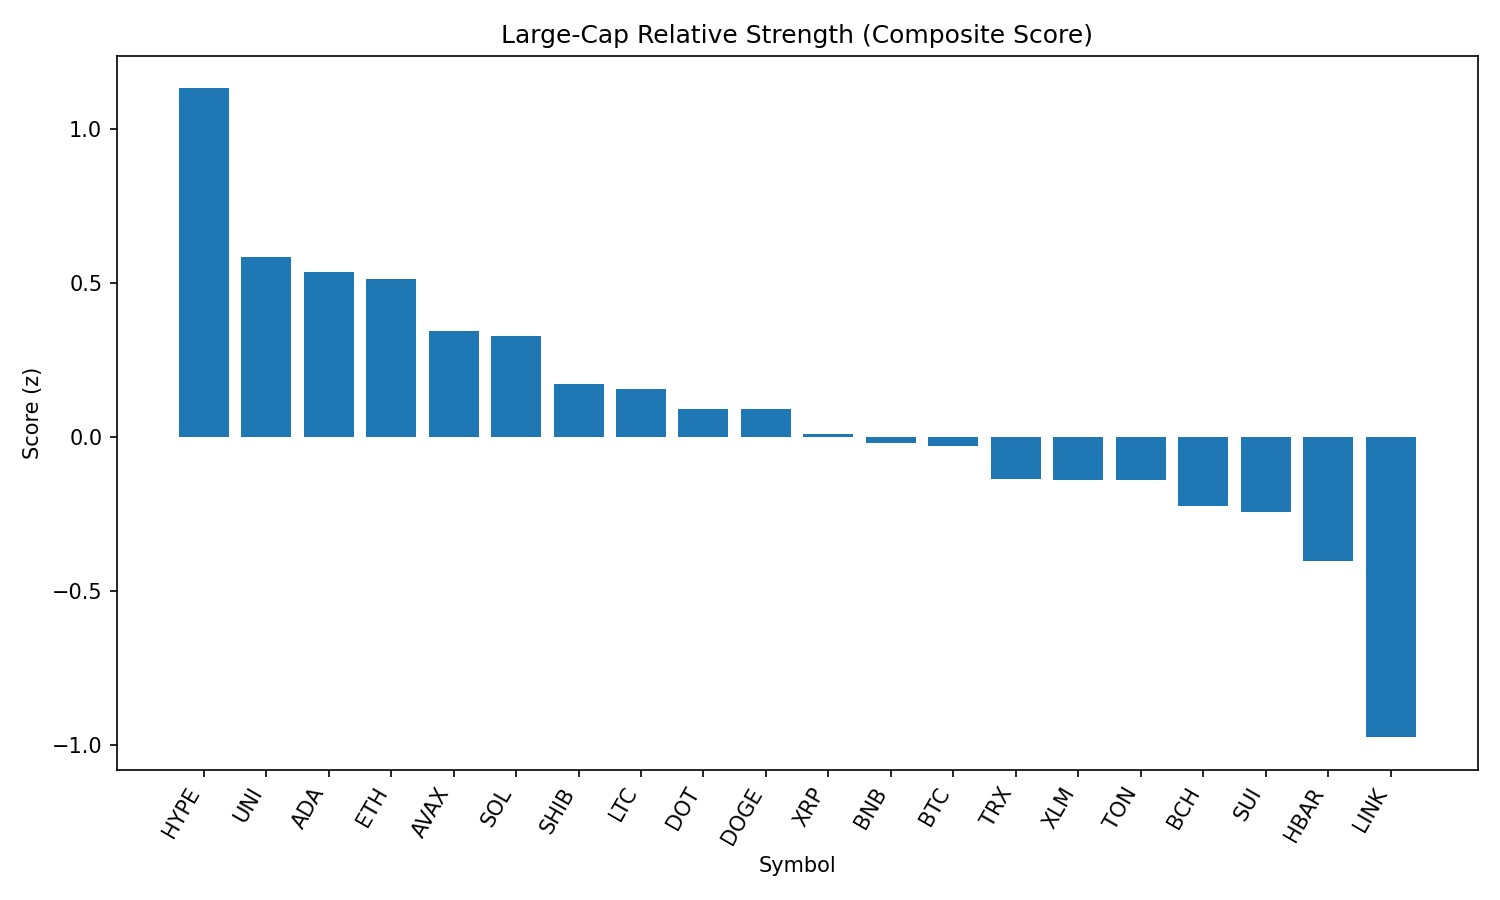 Large-Cap Relative Strength (Composite Score)
1.0
0.5
0.0
−0.5
−1.0
Score (z)
HYPE
UNI
ADA
ETH
AVAX
SOL
SHIB
LTC
DOT
DOGE
XRP
BNB
BTC
TRX
XLM
TON
BCH
SUI
HBAR
LINK
Symbol